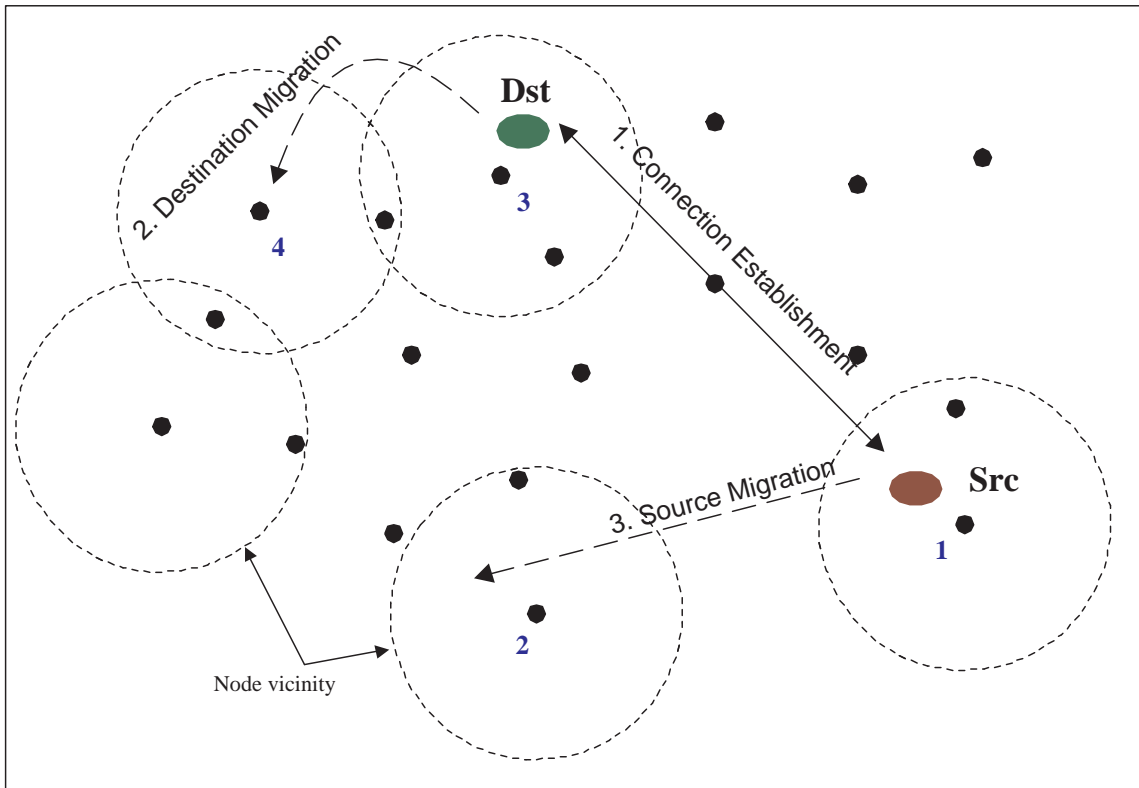 Dst
2. Destination Migration
1. Connection Establishment
3
4
3. Source Migration
Src
1
2
Node vicinity